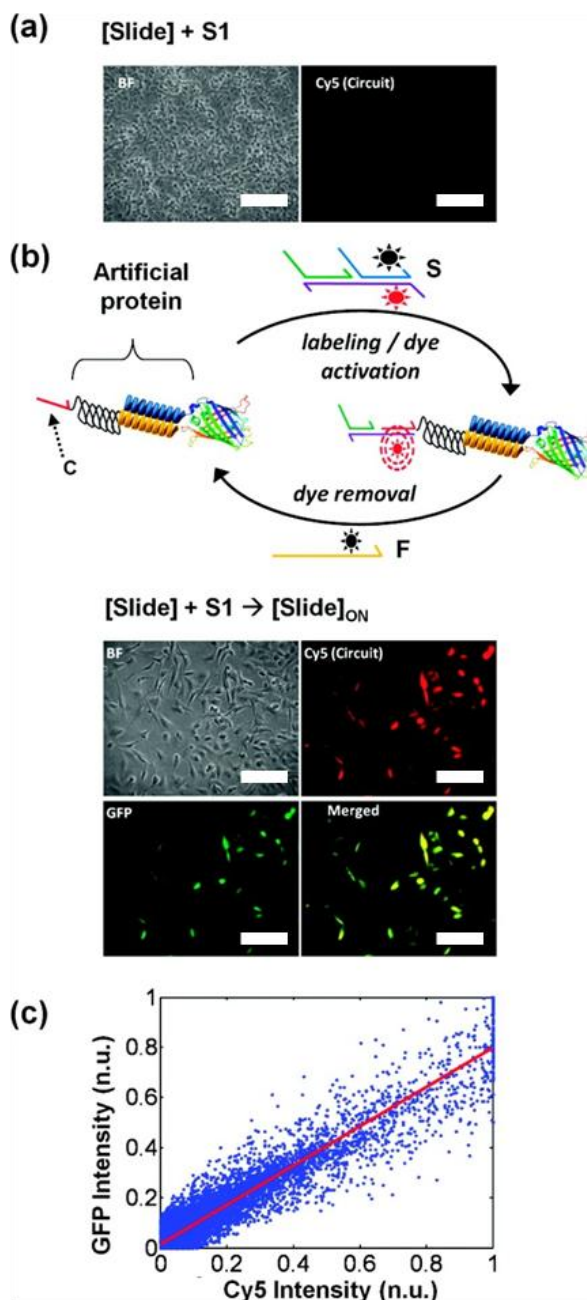 (a)
[Slide] + S1
BF
Cy5 (Circuit)
(b)
Artificial
protein
S
labeling / dye
activation
C
dye removal
F
[Slide] + S1 → [Slide]ON
BF
Cy5 (Circuit)
GFP
Merged
(c)
GFP Intensity (n.u.)
1
0.8
0.6
0.4
0.2
0
0
0.2
0.4
0.6
0.8
1
Cy5 Intensity (n.u.)